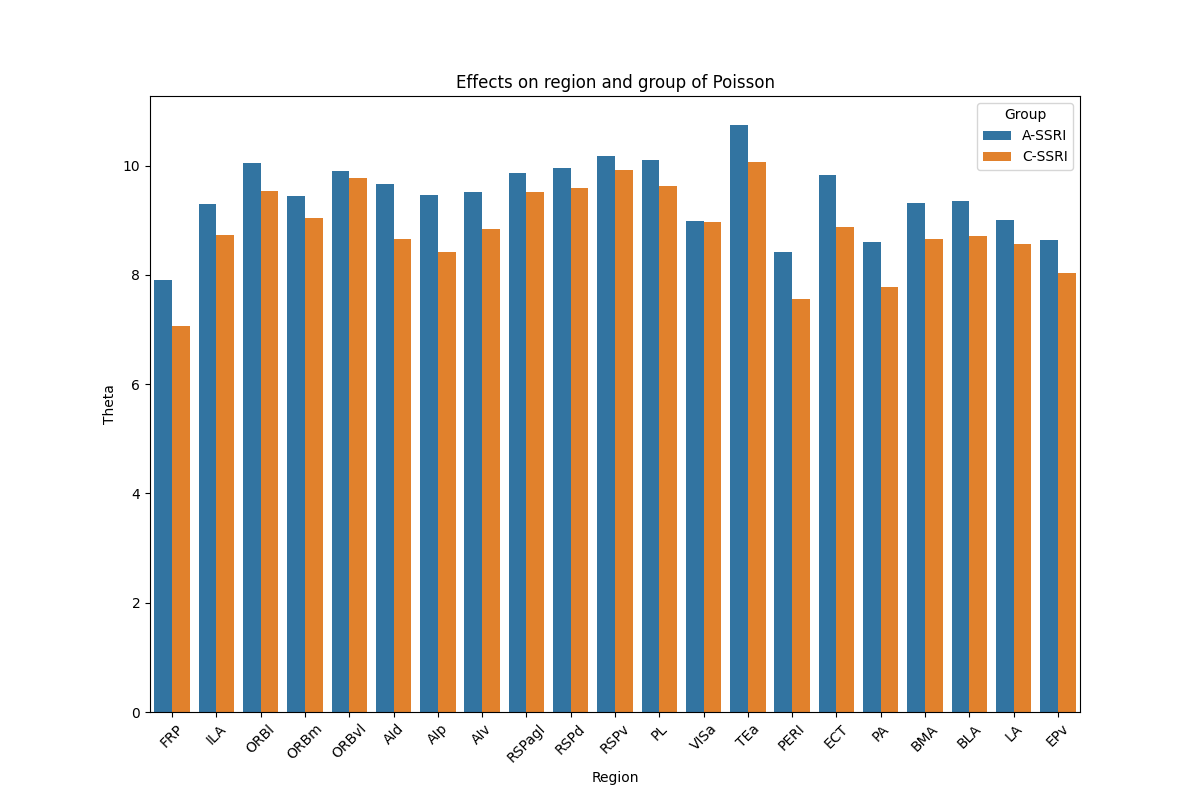 Effects on region and group of Poisson
Group
A-SSRI
C-SSRI
Theta
10
8
6
4
2
0
FRP
ILA
ORBl
ORBm
ORBvl
AId
AIp
AIv
RSPagl
RSPd
RSPv
PL
VISa
TEa
PERI
ECT
PA
BMA
BLA
LA
EPv
Region